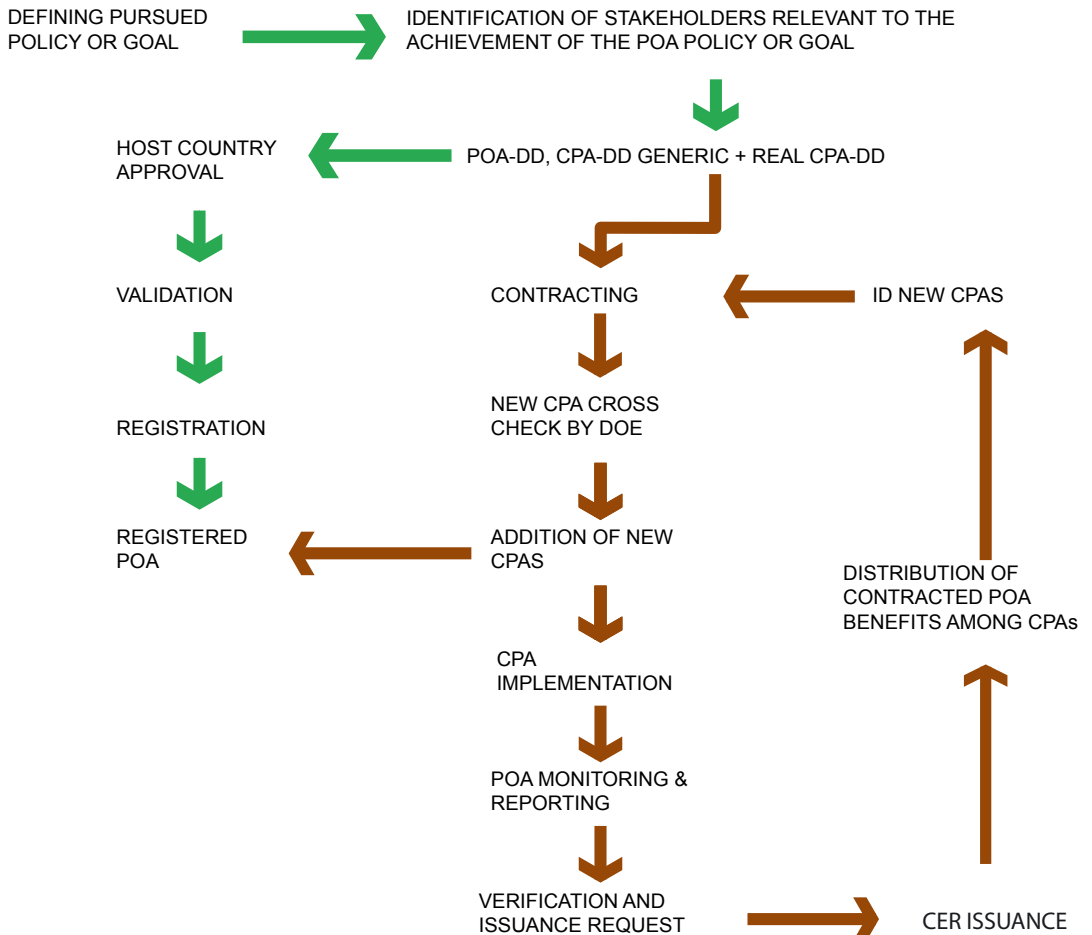 DEFINING PURSUED
POLICY OR GOAL
IDENTIFICATION OF STAKEHOLDERS RELEVANT TO THE
ACHIEVEMENT OF THE POA POLICY OR GOAL
HOST COUNTRY
APPROVAL
POA-DD, CPA-DD GENERIC + REAL CPA-DD
VALIDATION
CONTRACTING
ID NEW CPAS
REGISTRATION
NEW CPA CROSS
CHECK BY DOE
REGISTERED
POA
ADDITION OF NEW
CPAS
DISTRIBUTION OF
CONTRACTED POA
BENEFITS AMONG CPAs
CPA
IMPLEMENTATION
POA MONITORING &
REPORTING
VERIFICATION AND
ISSUANCE REQUEST
CER ISSUANCE